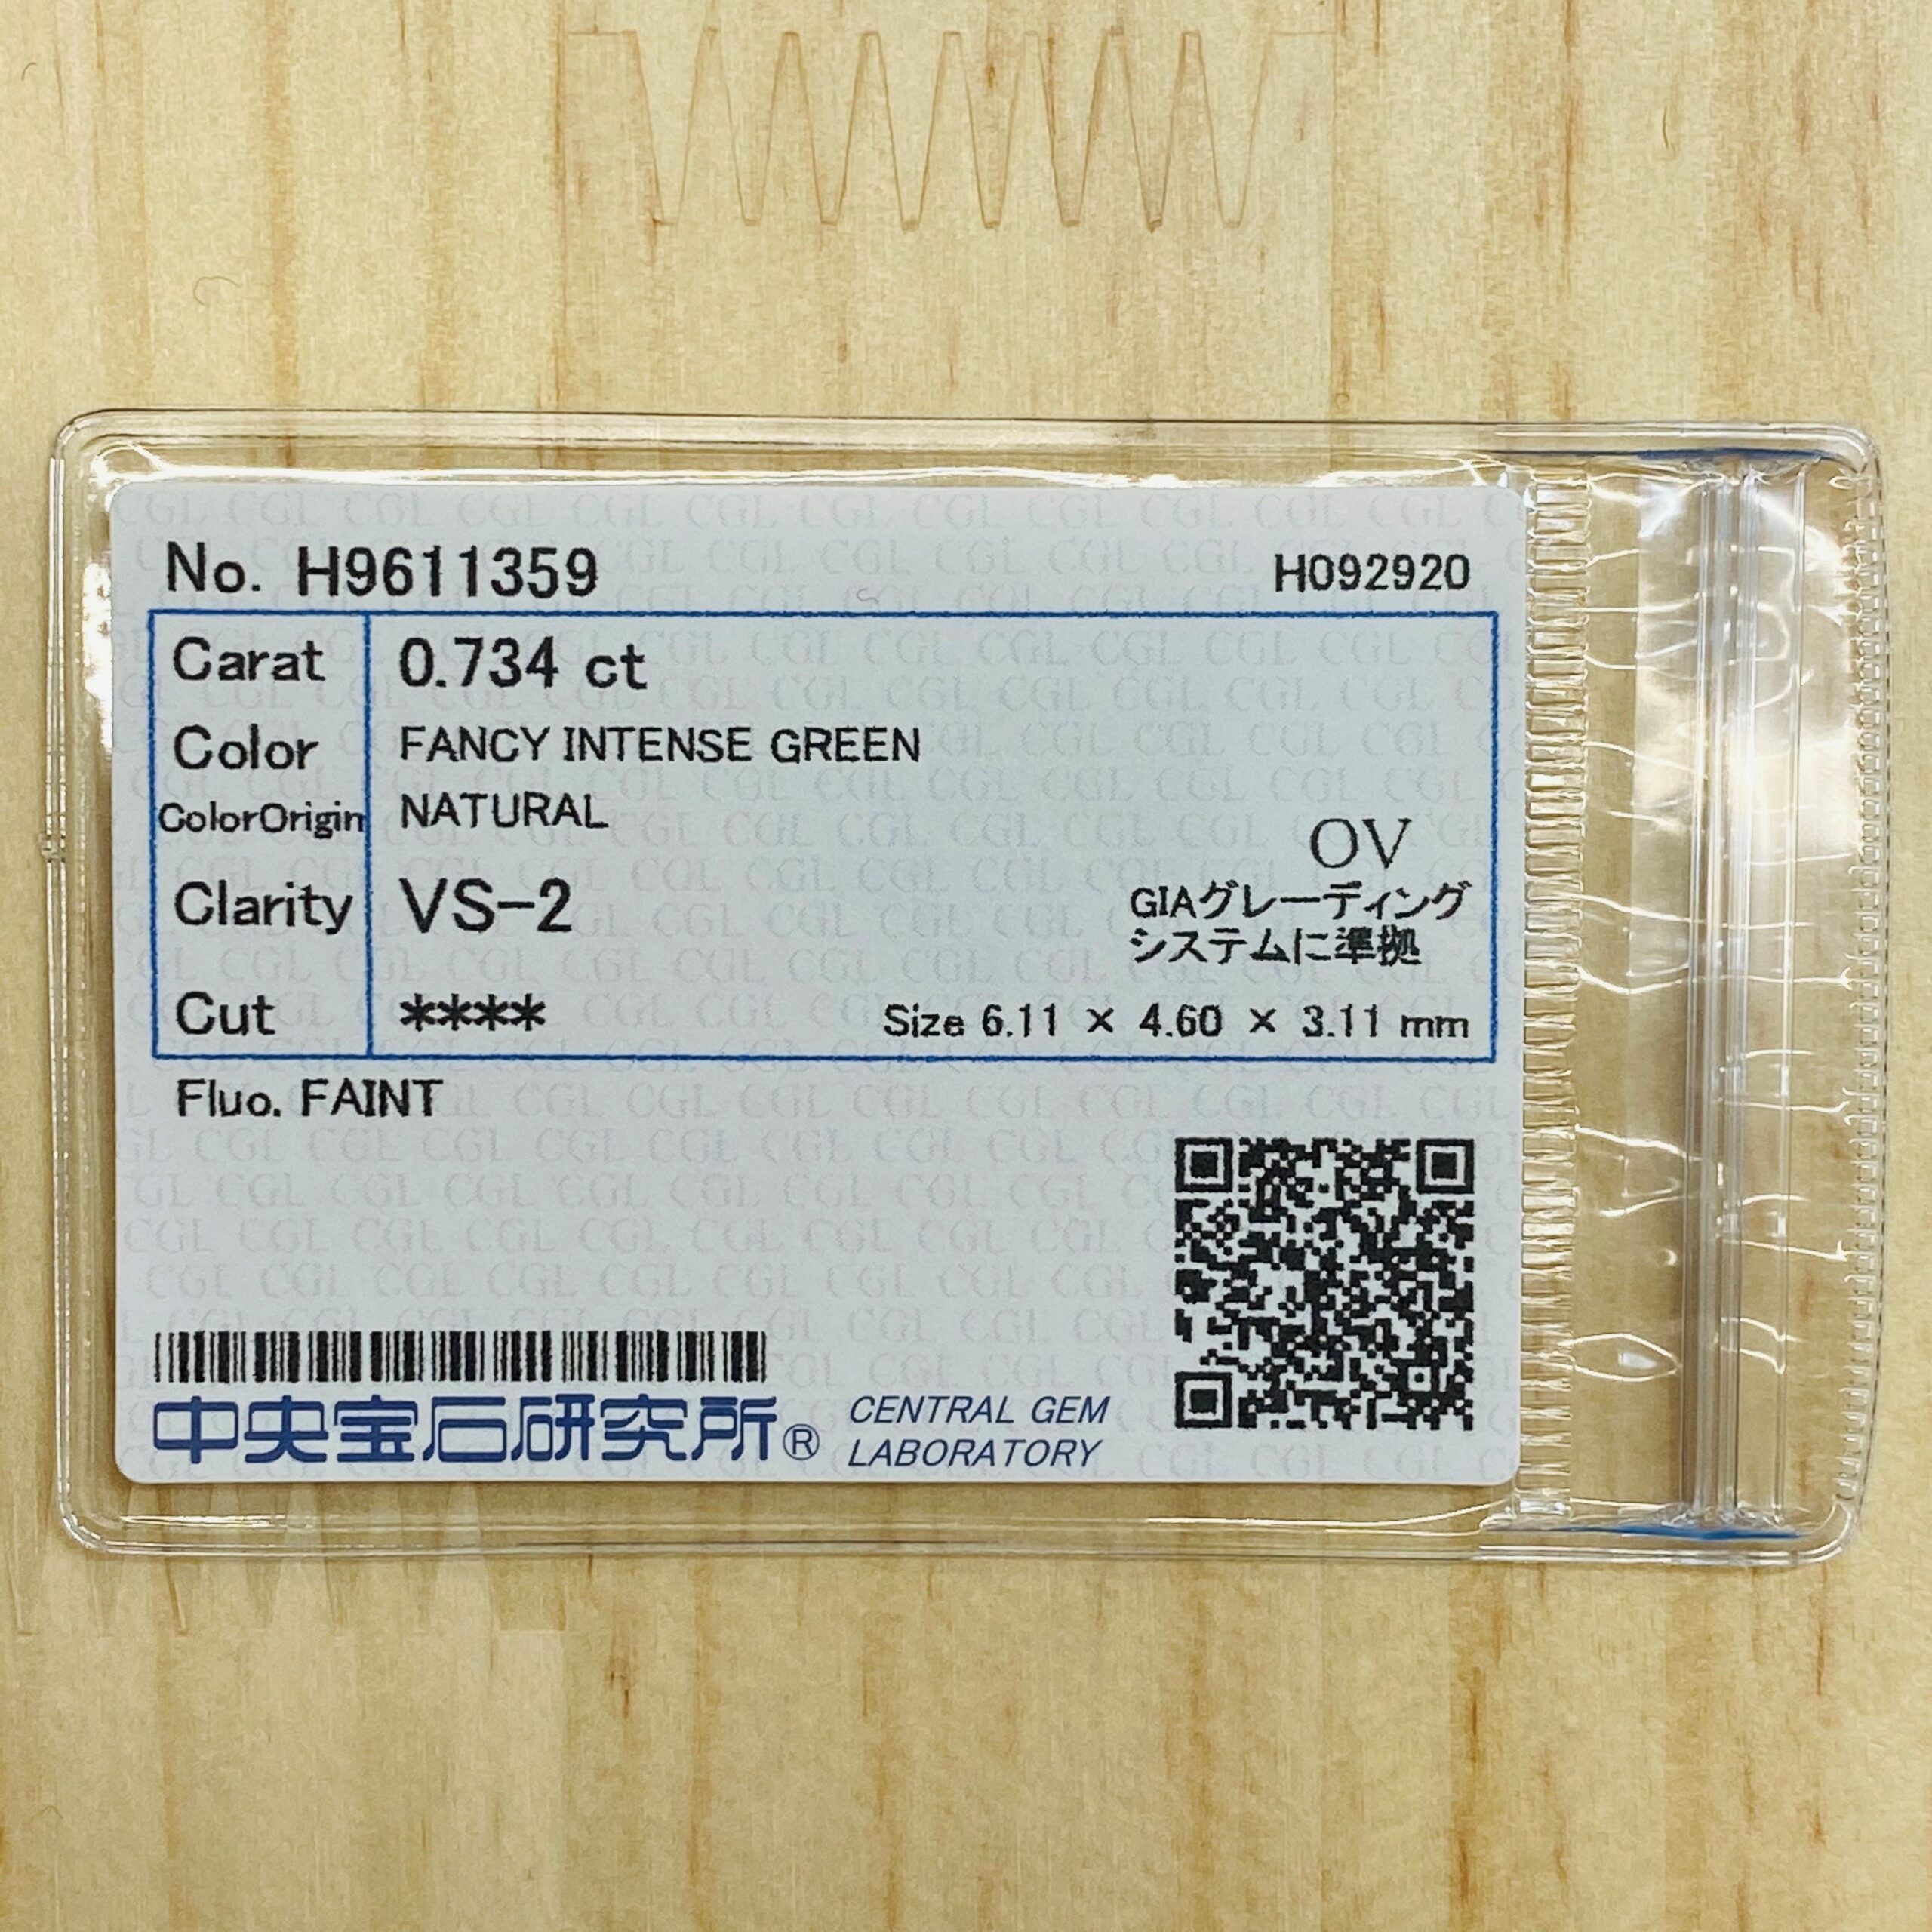 No. H9611359 H092920
Carat 0.734 ct
Color FANCY INTENSE GREEN
ColorOrigin NATURAL
OV
Clarity VS-2
GIAグレーディング
システムに準拠
Cut **** Size 6.11 × 4.60 × 3.11 mm
Fluo. FAINT
中央宝石研究所® CENTRAL GEM
LABORATORY